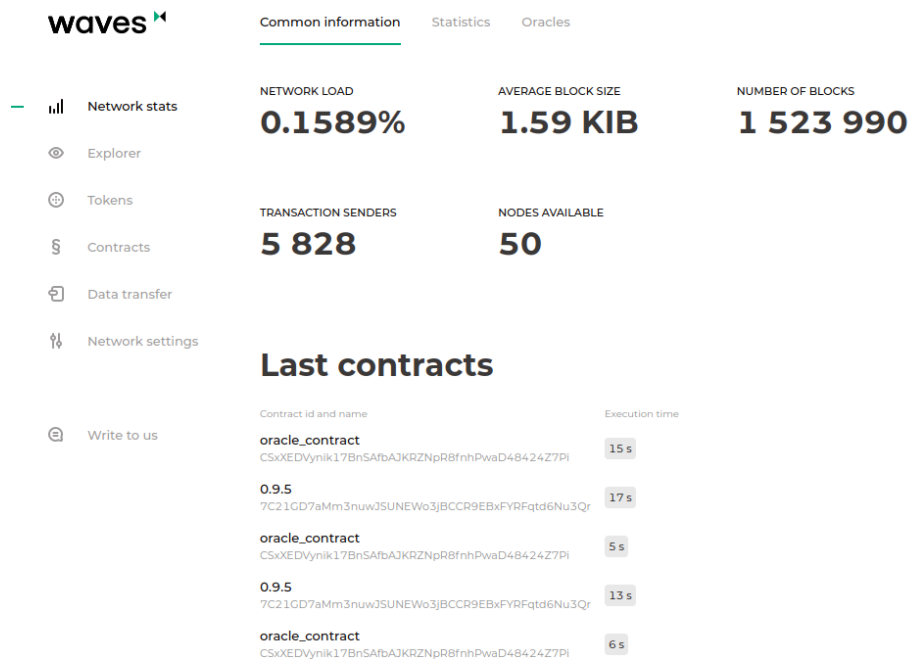 waves
Common information Statistics Oracles
Network stats
Explorer
Tokens
Contracts
Data transfer
Network settings
Write to us
NETWORK LOAD AVERAGE BLOCK SIZE NUMBER OF BLOCKS
0.1589% 1.59 KIB 1 523 990
TRANSACTION SENDERS NODES AVAILABLE
5 828 50
Last contracts
Contract id and name Execution time
oracle_contract
CSxXEDVynik17BnSAfbAJKRZNpR8fnhPwaD48424Z7Pi 15 s
0.9.5
7C21GD7aMm3nuwJSUNEWo3jBCCR9EBxFYRFqtd6Nu3Qr 17 s
oracle_contract
CSxXEDVynik17BnSAfbAJKRZNpR8fnhPwaD48424Z7Pi 5 s
0.9.5
7C21GD7aMm3nuwJSUNEWo3jBCCR9EBxFYRFqtd6Nu3Qr 13 s
oracle_contract
CSxXEDVynik17BnSAfbAJKRZNpR8fnhPwaD48424Z7Pi 6 s